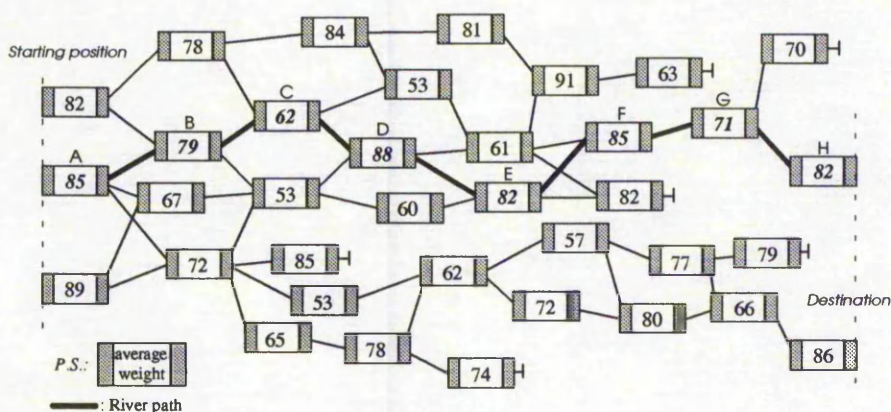 78 84 81 70
Starting position
63
91
53
82 C
62 F G
B 85 71
79 D 61
A 88 H
85 E 82
67 53 82 82
60
57
72 85 62 77 79
89 53 72 Destination
80 66
65 78
P.S.: average weight 74 86
: River path